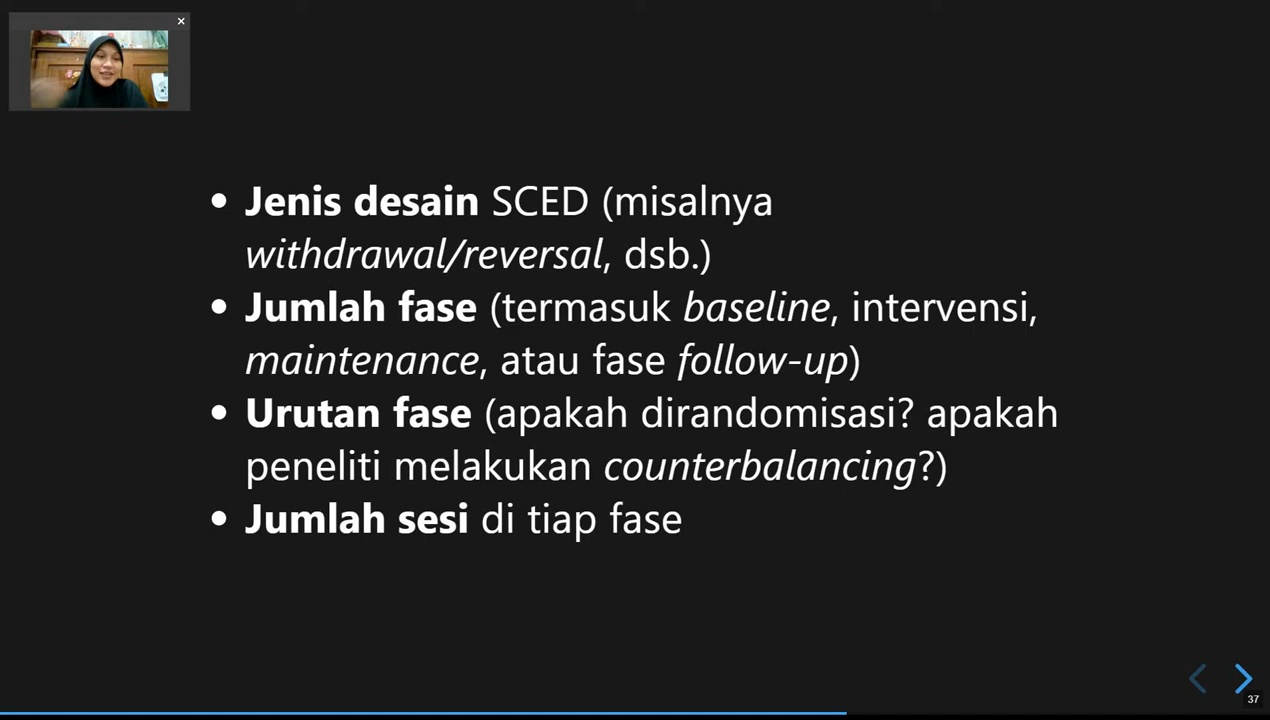 • Jenis desain SCED (misalnya
withdrawal/reversal, dsb.)
• Jumlah fase (termasuk baseline, intervensi,
maintenance, atau fase follow-up)
• Urutan fase (apakah dirandomisasi? apakah
peneliti melakukan counterbalancing?)
• Jumlah sesi di tiap fase
37